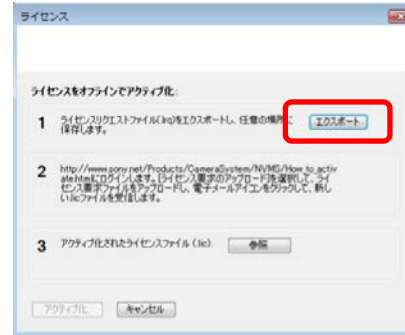 ライセンス
ライセンスをオフラインでアクティブ化:
1 ライセンスリクエストファイル(.lrq)をエクスポートし、任意の場所に
保存します。
エクスポート
2 http://www.sony.net/Products/CameraSystem/NVMS/How_to_activ
ate.htmlにログインします。[ライセンス要求のアップロード]を選択して、ライ
センス要求ファイルをアップロードし、電子メールアイコンをクリックして、新し
い.licファイルを受信します。
3 アクティブ化されたライセンスファイル (.lic).
参照
アクティブ化
キャンセル